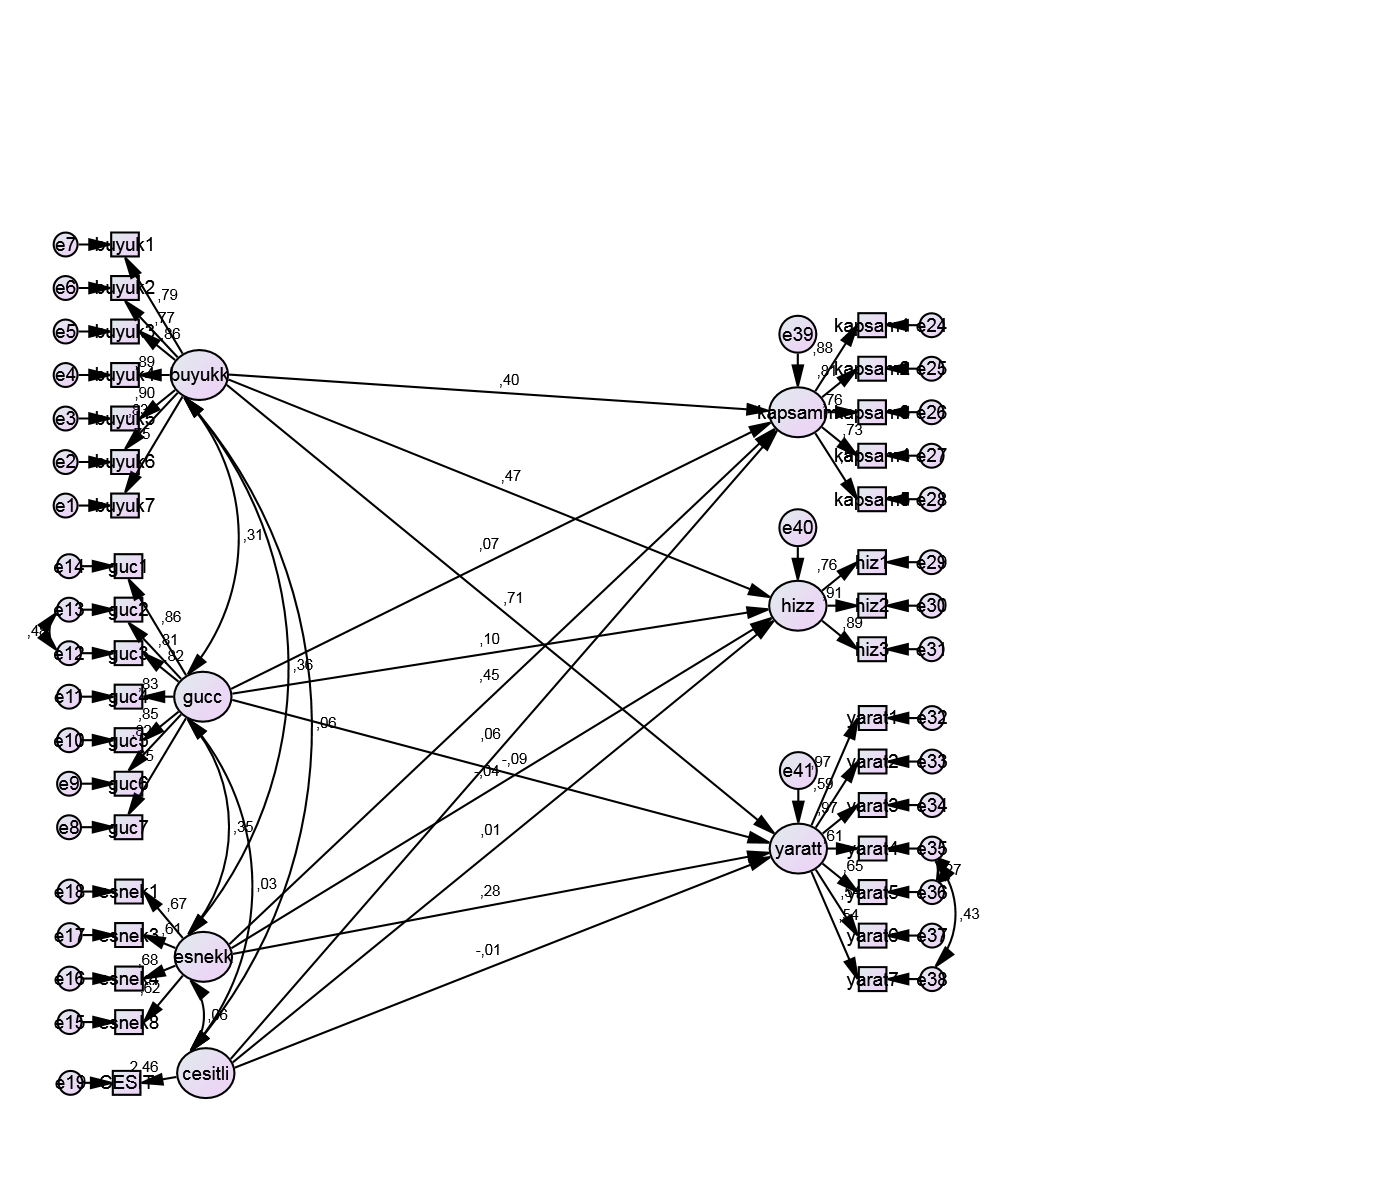 e7 buyuk1
,79
e6 buyuk2
,77
e5 buyuk3
,86
e4
,89
buyukk
,90
e3 buyuk5
e2 buyuk6
e1 buyuk7
,40
,47
,71
,31
,36
,06
e14 guc1
,86
e13 guc2
,81
e12 guc3
,82
e11 guc4
,83
gucc
,85
e10 guc5
e9 guc6
e8 guc7
,07
,10
-,04
,35
,03
e18 esnek1
,67
e17 esnek3
,61
e16
,68
esnekk
,62
e15 esnek8
,45
-,09
,28
,06
e19
2,46
cesitli
,06
,01
-,01
e39
,88
e24
e25
,76
e26
,73
e27
e28
e40
,76
hiz1 e29
,91
hizz
hiz2 e30
,89
hiz3 e31
e41
,97
yarat1 e32
,59
yarat2 e33
,97
yarat3 e34
,61
yaratt
yarat4 e35
,65
yarat5 e36
,54
yarat6 e37
yarat7 e38
,43